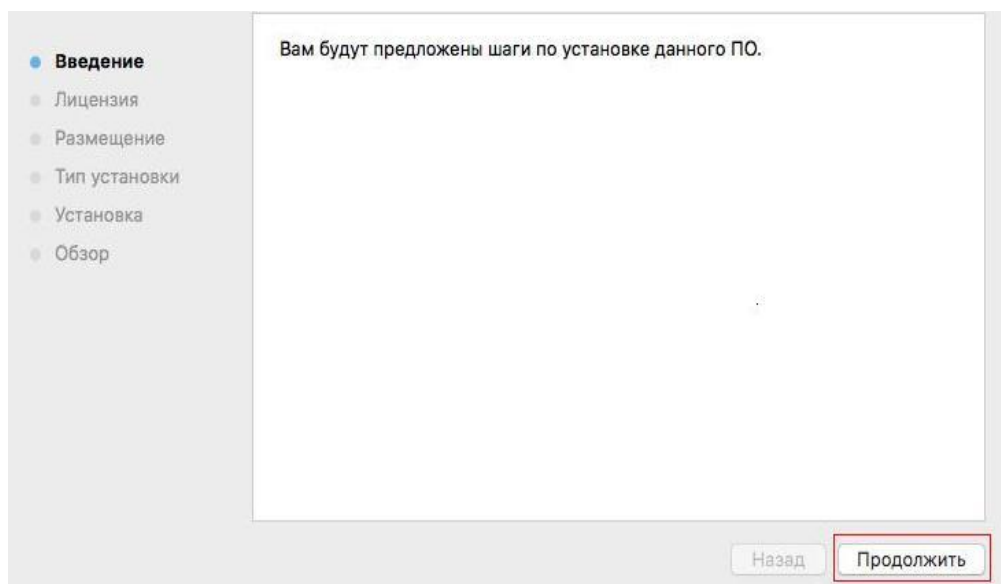 Введение
Лицензия
Размещение
Тип установки
Установка
Обзор
Вам будут предложены шаги по установке данного ПО.
Назад
Продолжить